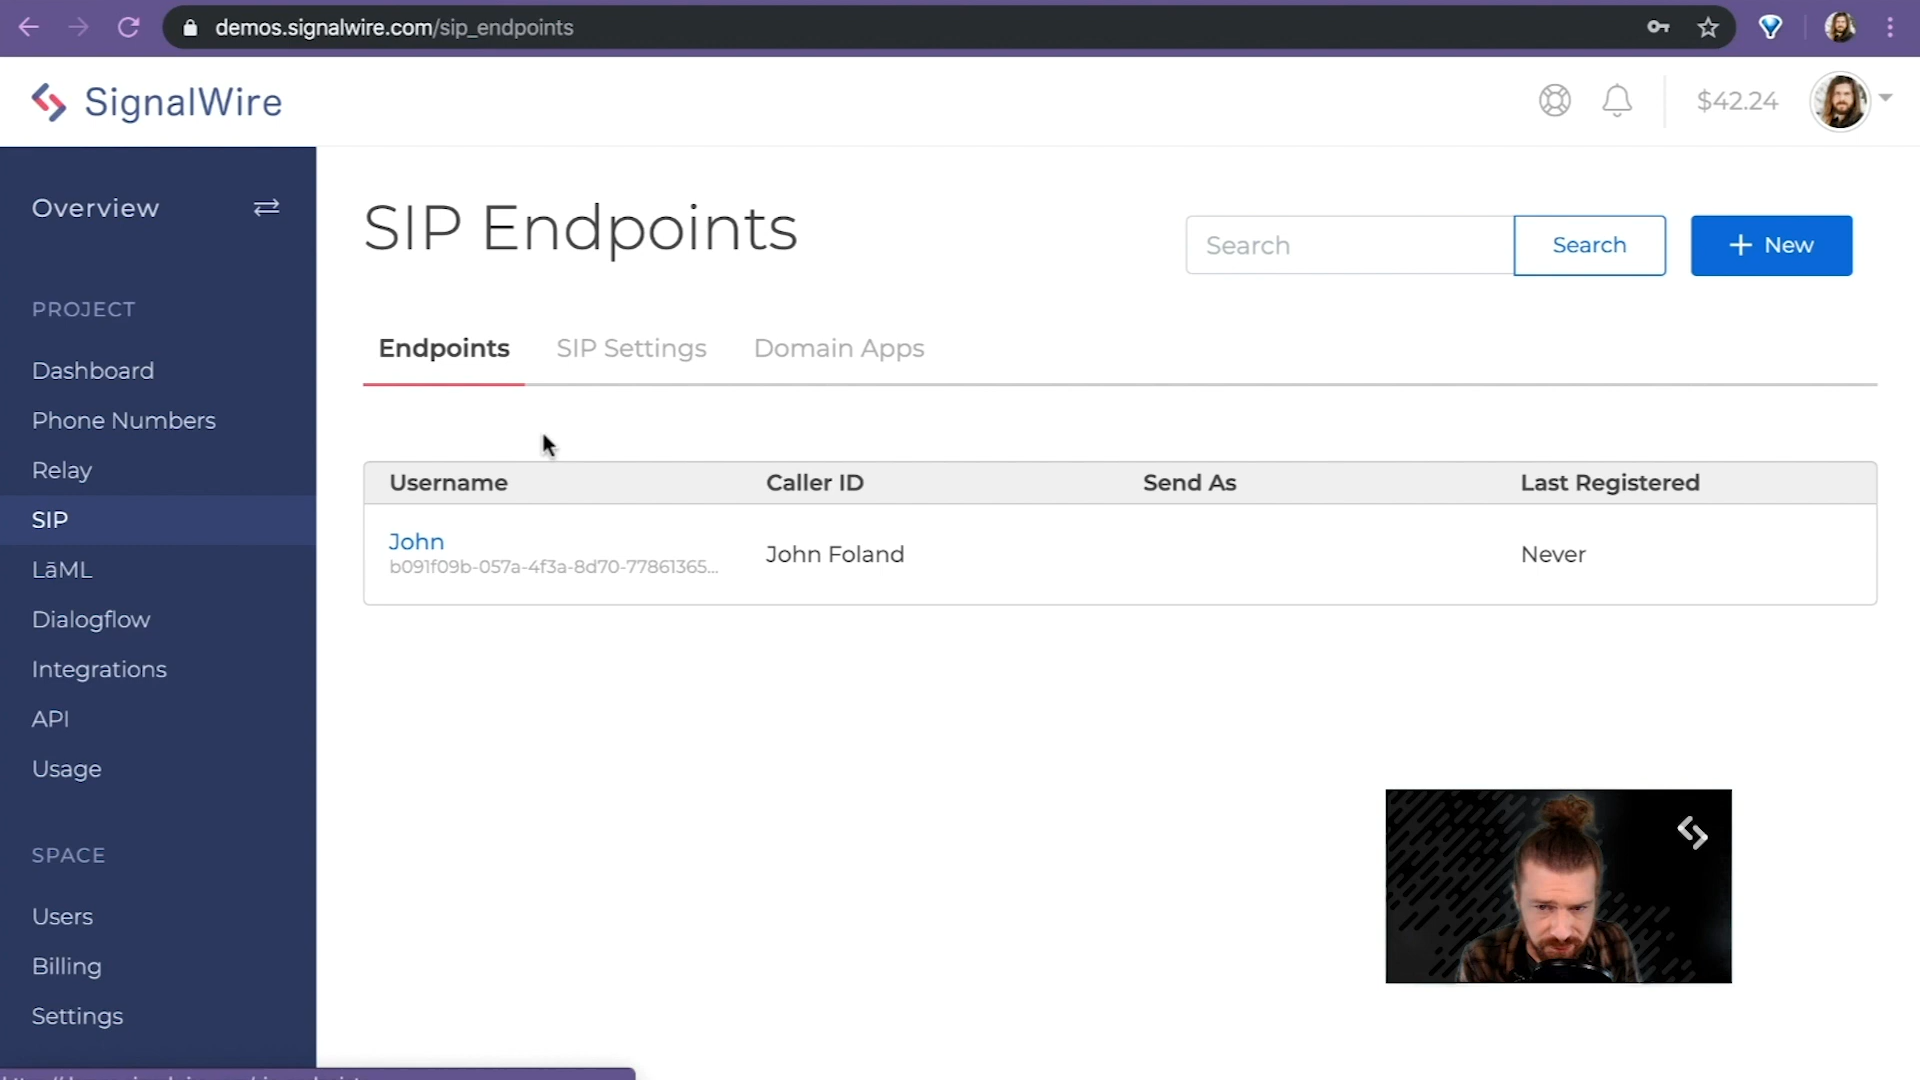 demos.signalwire.com/sip_endpoints
SignalWire
$42.24
Overview
PROJECT
Dashboard
Phone Numbers
Relay
SIP
LāML
Dialogflow
Integrations
API
Usage
SPACE
Users
Billing
Settings
SIP Endpoints
Search
Search
New
Endpoints
SIP Settings
Domain Apps
Username
Caller ID
Send As
Last Registered
John
b091f09b-057a-4f3a-8d70-77861365...
John Foland
Never